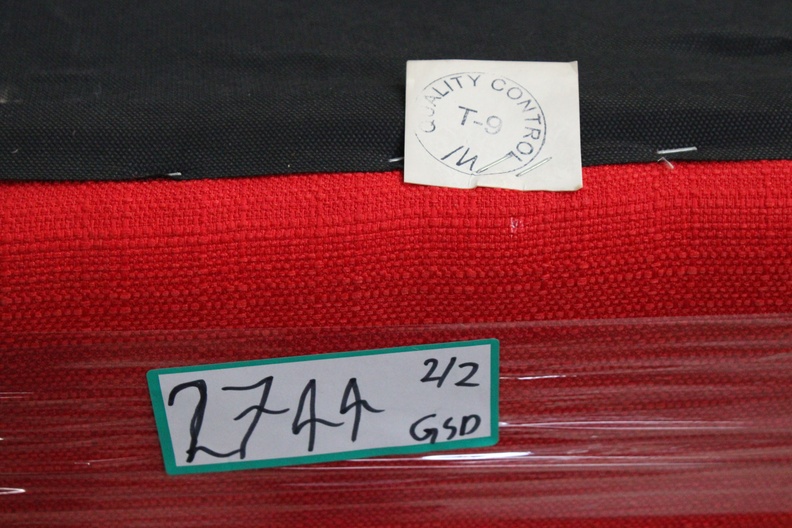 QUALITY CONTROL
T-9
2744
2/2
GSD